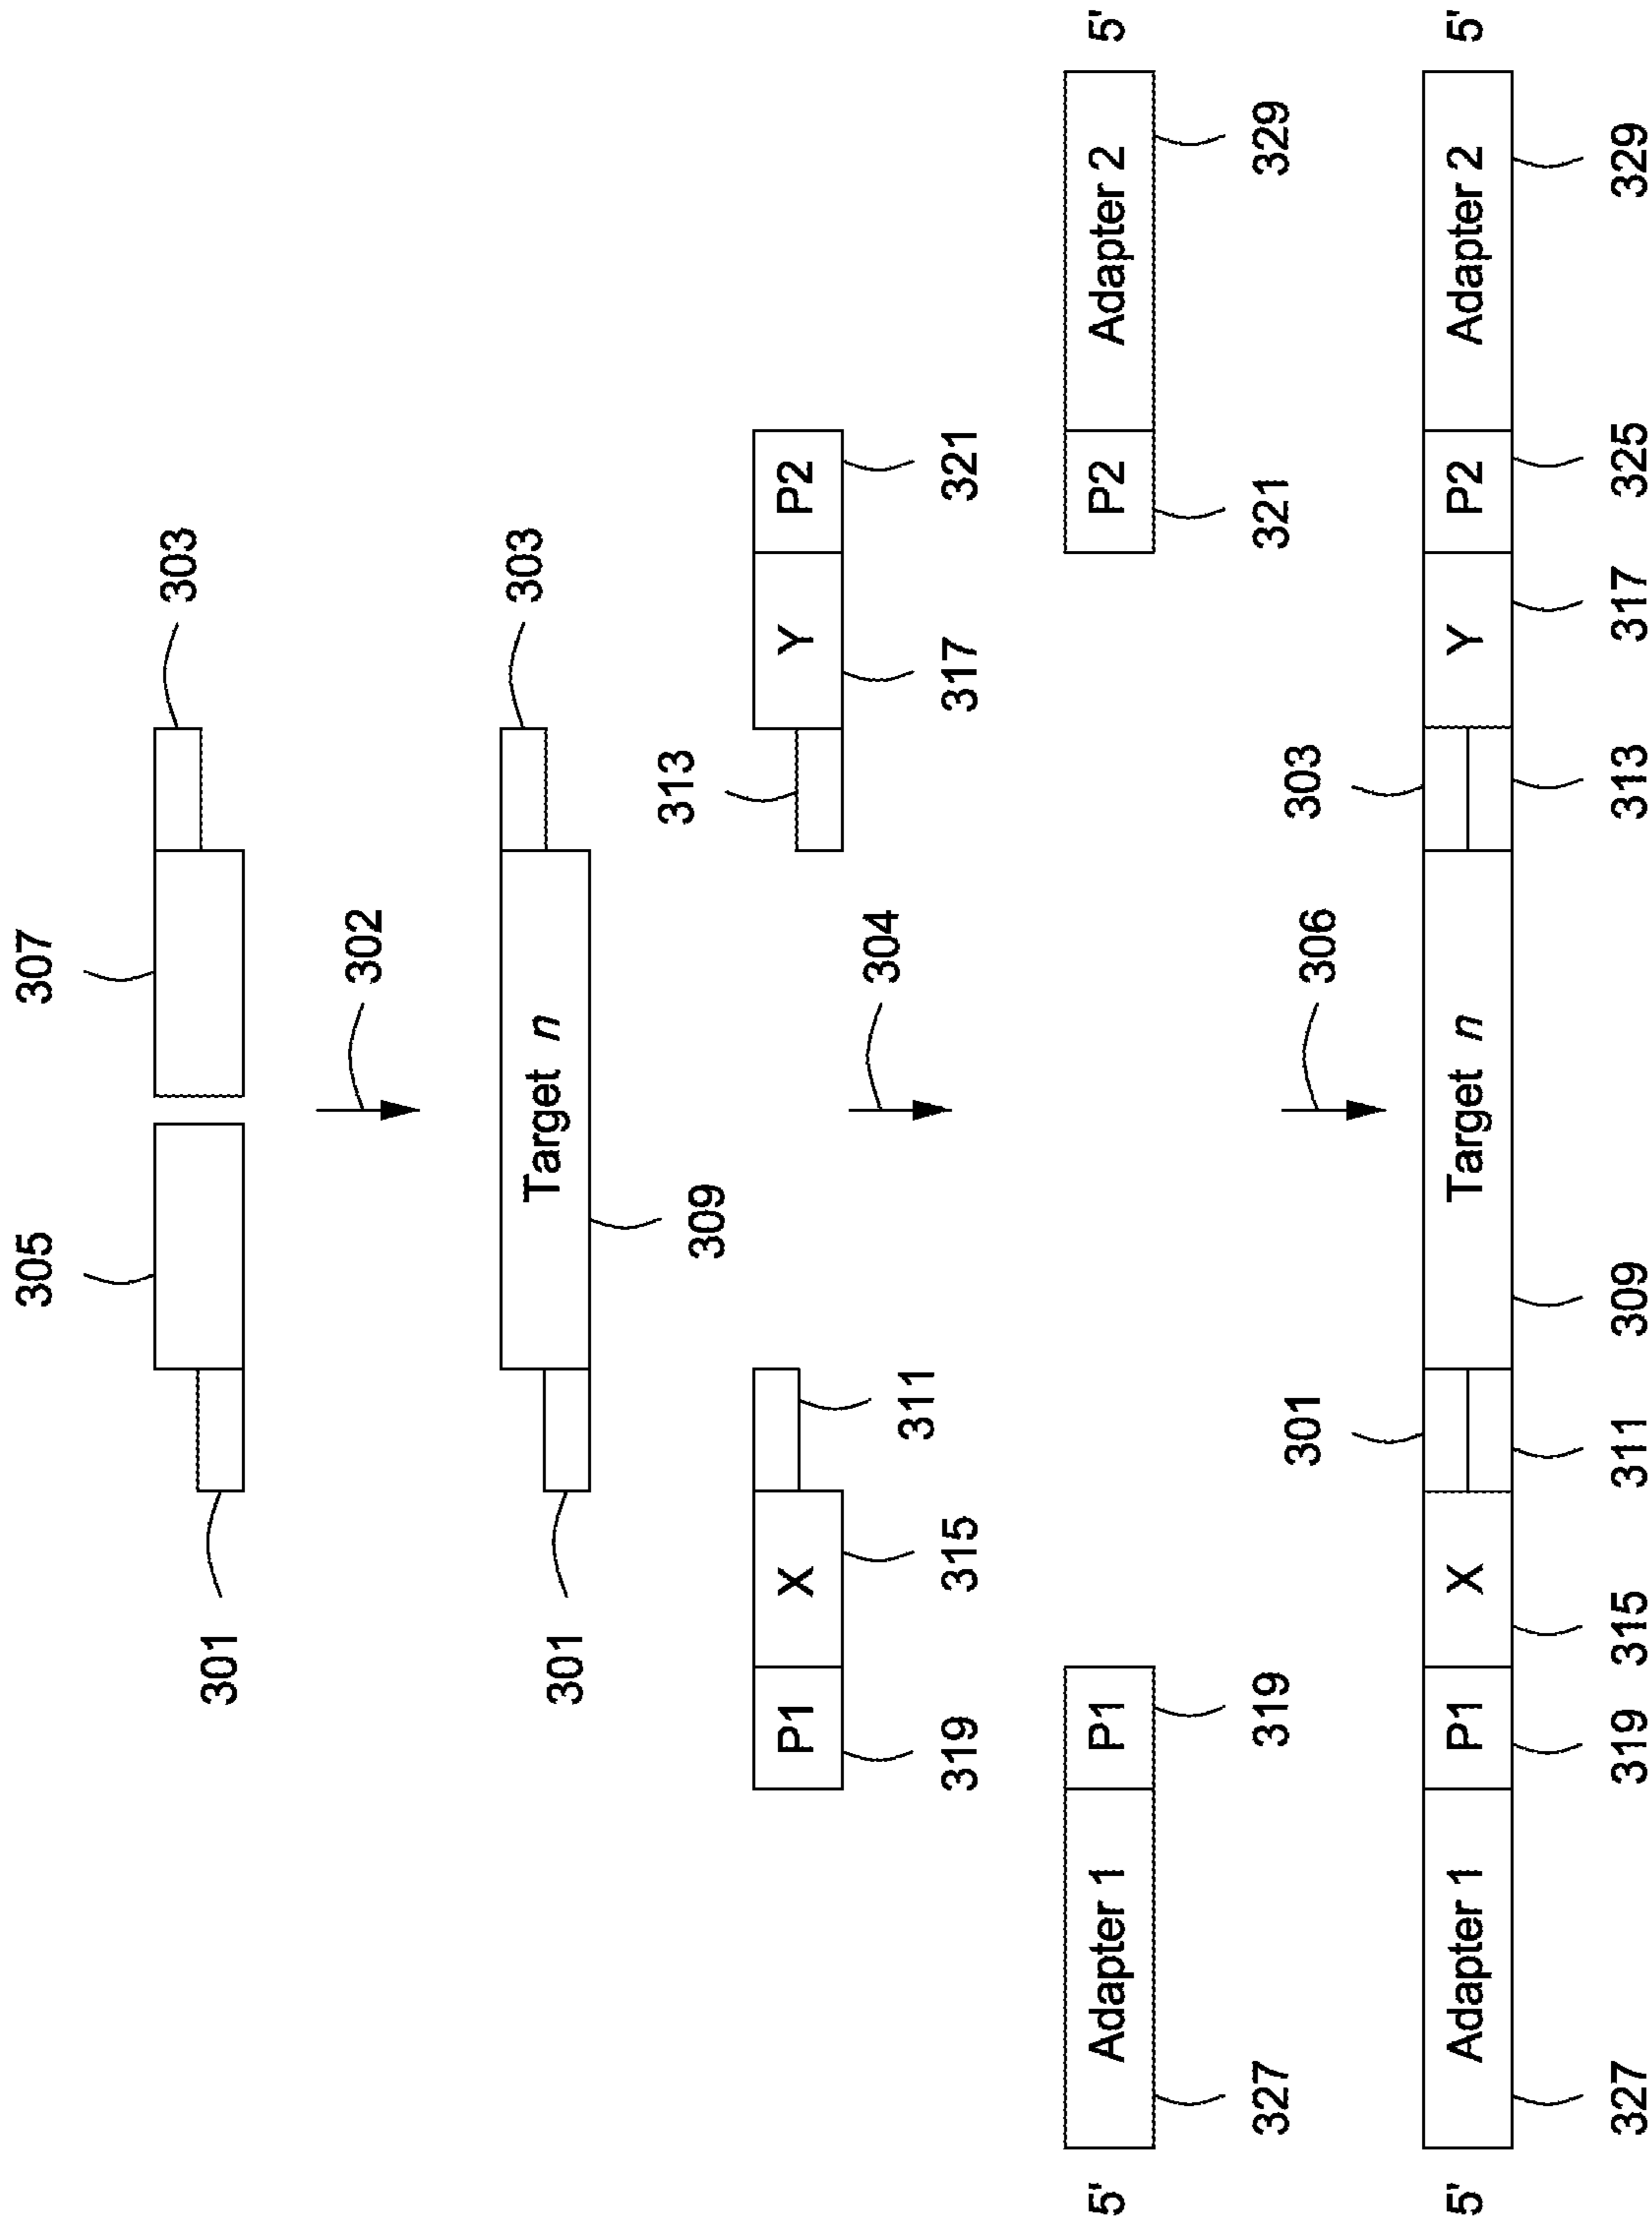 305 307
303
301
302
303
Target n
301
313
309
P1 X Y P2
304
311
319 315 317 321
5' Adapter 1 P1 P2 Adapter 2 5'
327 319 321 329
301 306 303
5' Adapter 1 P1 X Target n Y P2 Adapter 2 5'
327 319 315 311 309 313 317 325 329